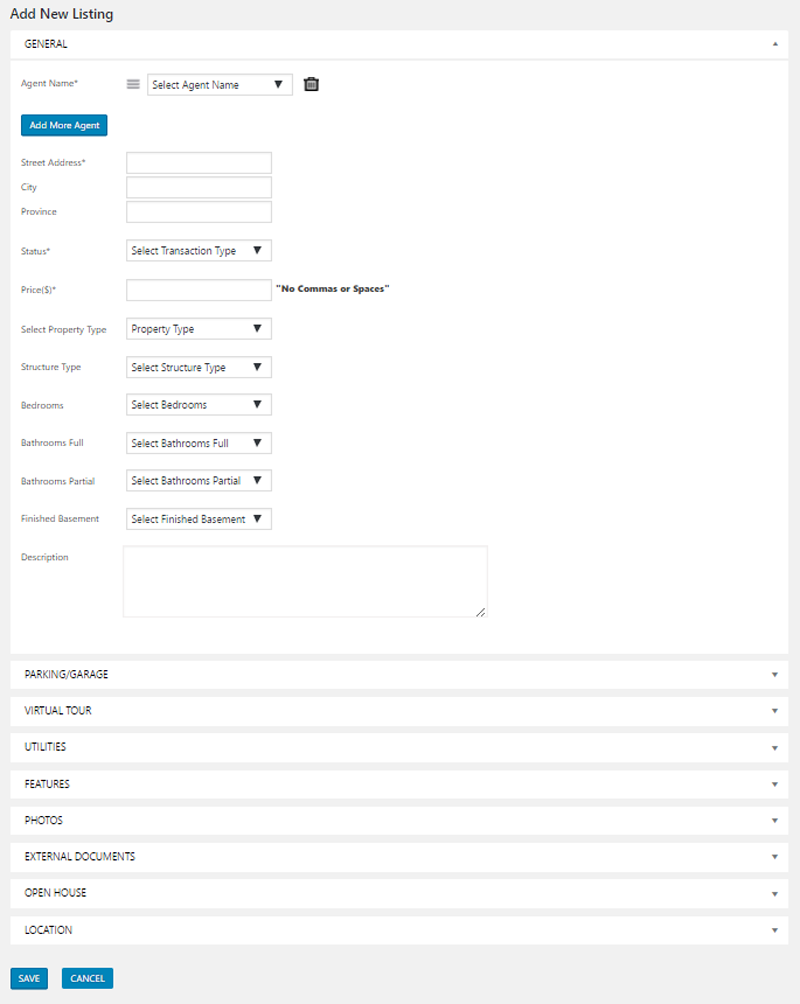 Add New Listing
GENERAL
Agent Name* Select Agent Name
Add More Agent
Street Address*
City
Province
Status* Select Transaction Type
Price($)* "No Commas or Spaces"
Select Property Type Property Type
Structure Type Select Structure Type
Bedrooms Select Bedrooms
Bathrooms Full Select Bathrooms Full
Bathrooms Partial Select Bathrooms Partial
Finished Basement Select Finished Basement
Description
PARKING/GARAGE
VIRTUAL TOUR
UTILITIES
FEATURES
PHOTOS
EXTERNAL DOCUMENTS
OPEN HOUSE
LOCATION
SAVE CANCEL